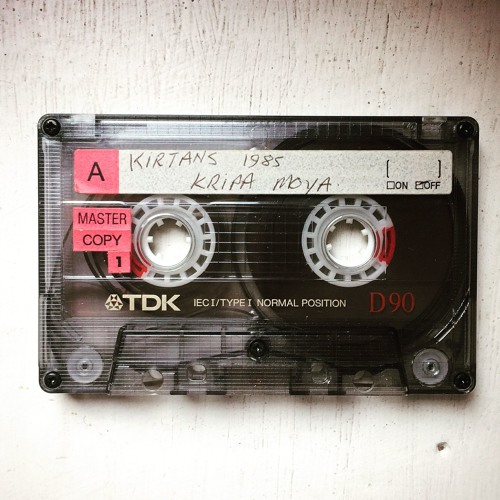 A KIRTANS 1985 [ ]
KRIPA MOYA. ☐ON ☑OFF
MASTER
COPY
1
TDK IEC I/TYPE I NORMAL POSITION D90